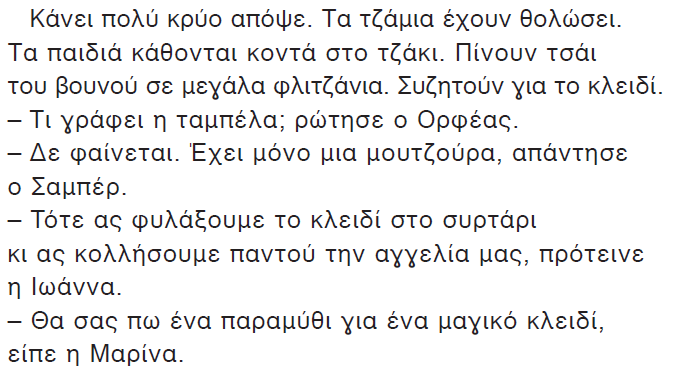 Κάνει πολύ κρύο απόψε. Τα τζάμια έχουν θολώσει.
Τα παιδιά κάθονται κοντά στο τζάκι. Πίνουν τσάι
του βουνού σε μεγάλα φλιτζάνια. Συζητούν για το κλειδί.
– Τι γράφει η ταμπέλα; ρώτησε ο Ορφέας.
– Δε φαίνεται. Έχει μόνο μια μουτζούρα, απάντησε
ο Σαμπέρ.
– Τότε ας φυλάξουμε το κλειδί στο συρτάρι
κι ας κολλήσουμε παντού την αγγελία μας, πρότεινε
η Ιωάννα.
– Θα σας πω ένα παραμύθι για ένα μαγικό κλειδί,
είπε η Μαρίνα.